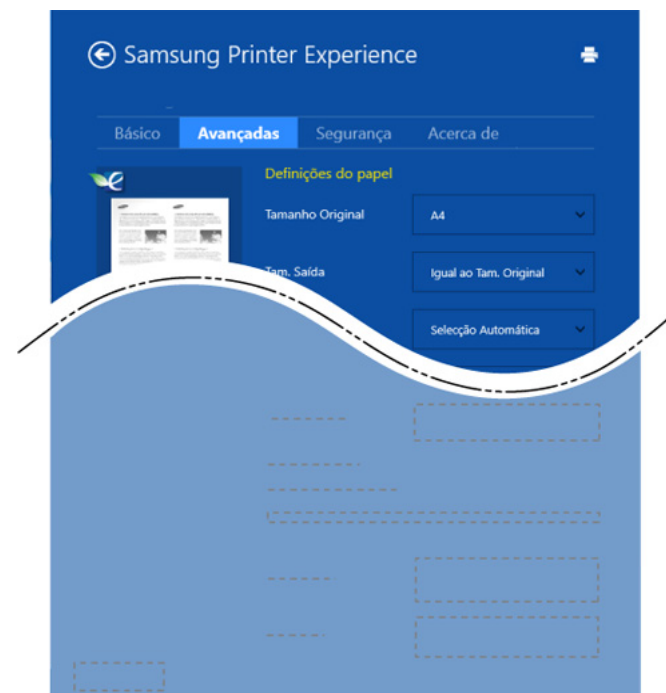 Samsung Printer Experience
Básico Avançadas Segurança Acerca de
Definições do papel
Tamanho Original A4
Tam. Saída Igual ao Tam. Original
Selecção Automática